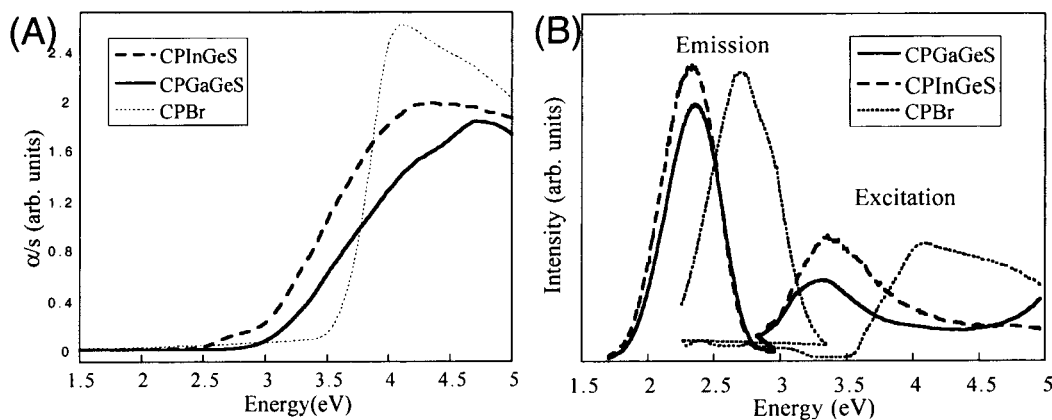 (A)
2.4
2
1.6
1.2
0.8
0.4
0
α/s (arb. units)
CPInGeS
CPGaGeS
CPBr
1.5
2
2.5
3
3.5
4
4.5
5
Energy(eV)
(B)
Emission
CPGaGeS
CPInGeS
CPBr
Excitation
Intensity (arb. units)
1.5
2
2.5
3
3.5
4
4.5
5
Energy (eV)